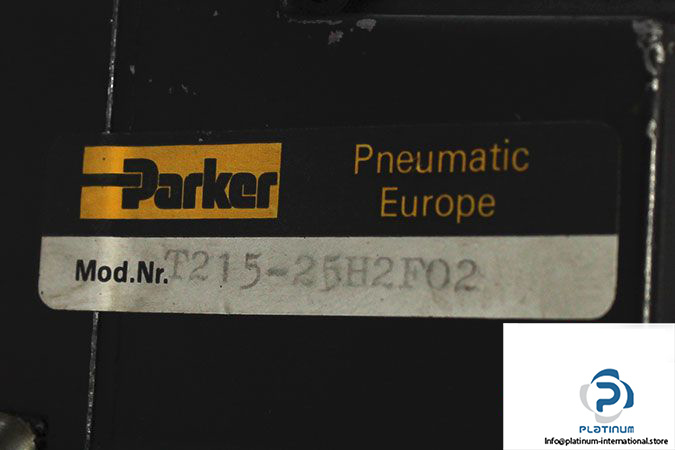 Parker
Pneumatic
Europe
Mod.Nr. T215-25H2F02
PLATINUM
Info@platinum-international.store